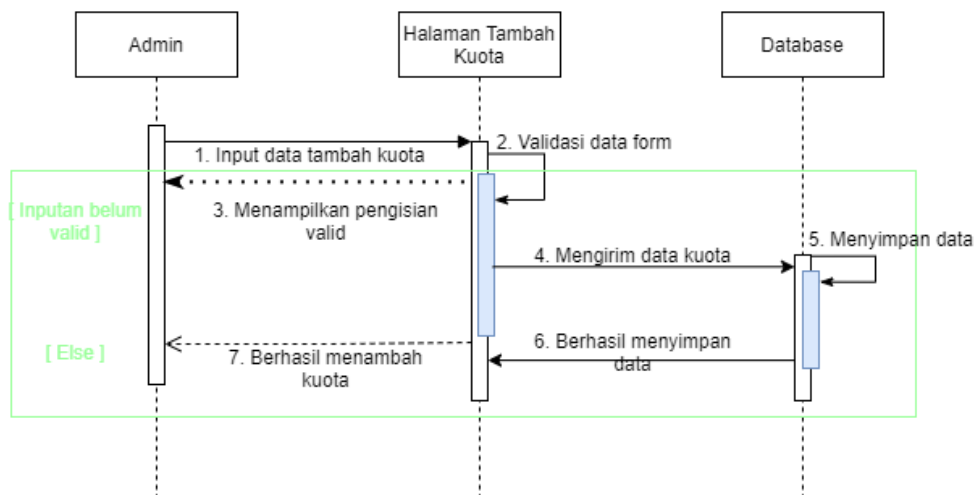 Admin
Halaman Tambah
Kuota
Database
2. Validasi data form
1. Input data tambah kuota
[ Inputan belum
valid ]
3. Menampilkan pengisian
valid
5. Menyimpan data
4. Mengirim data kuota
[ Else ]
6. Berhasil menyimpan
data
7. Berhasil menambah
kuota